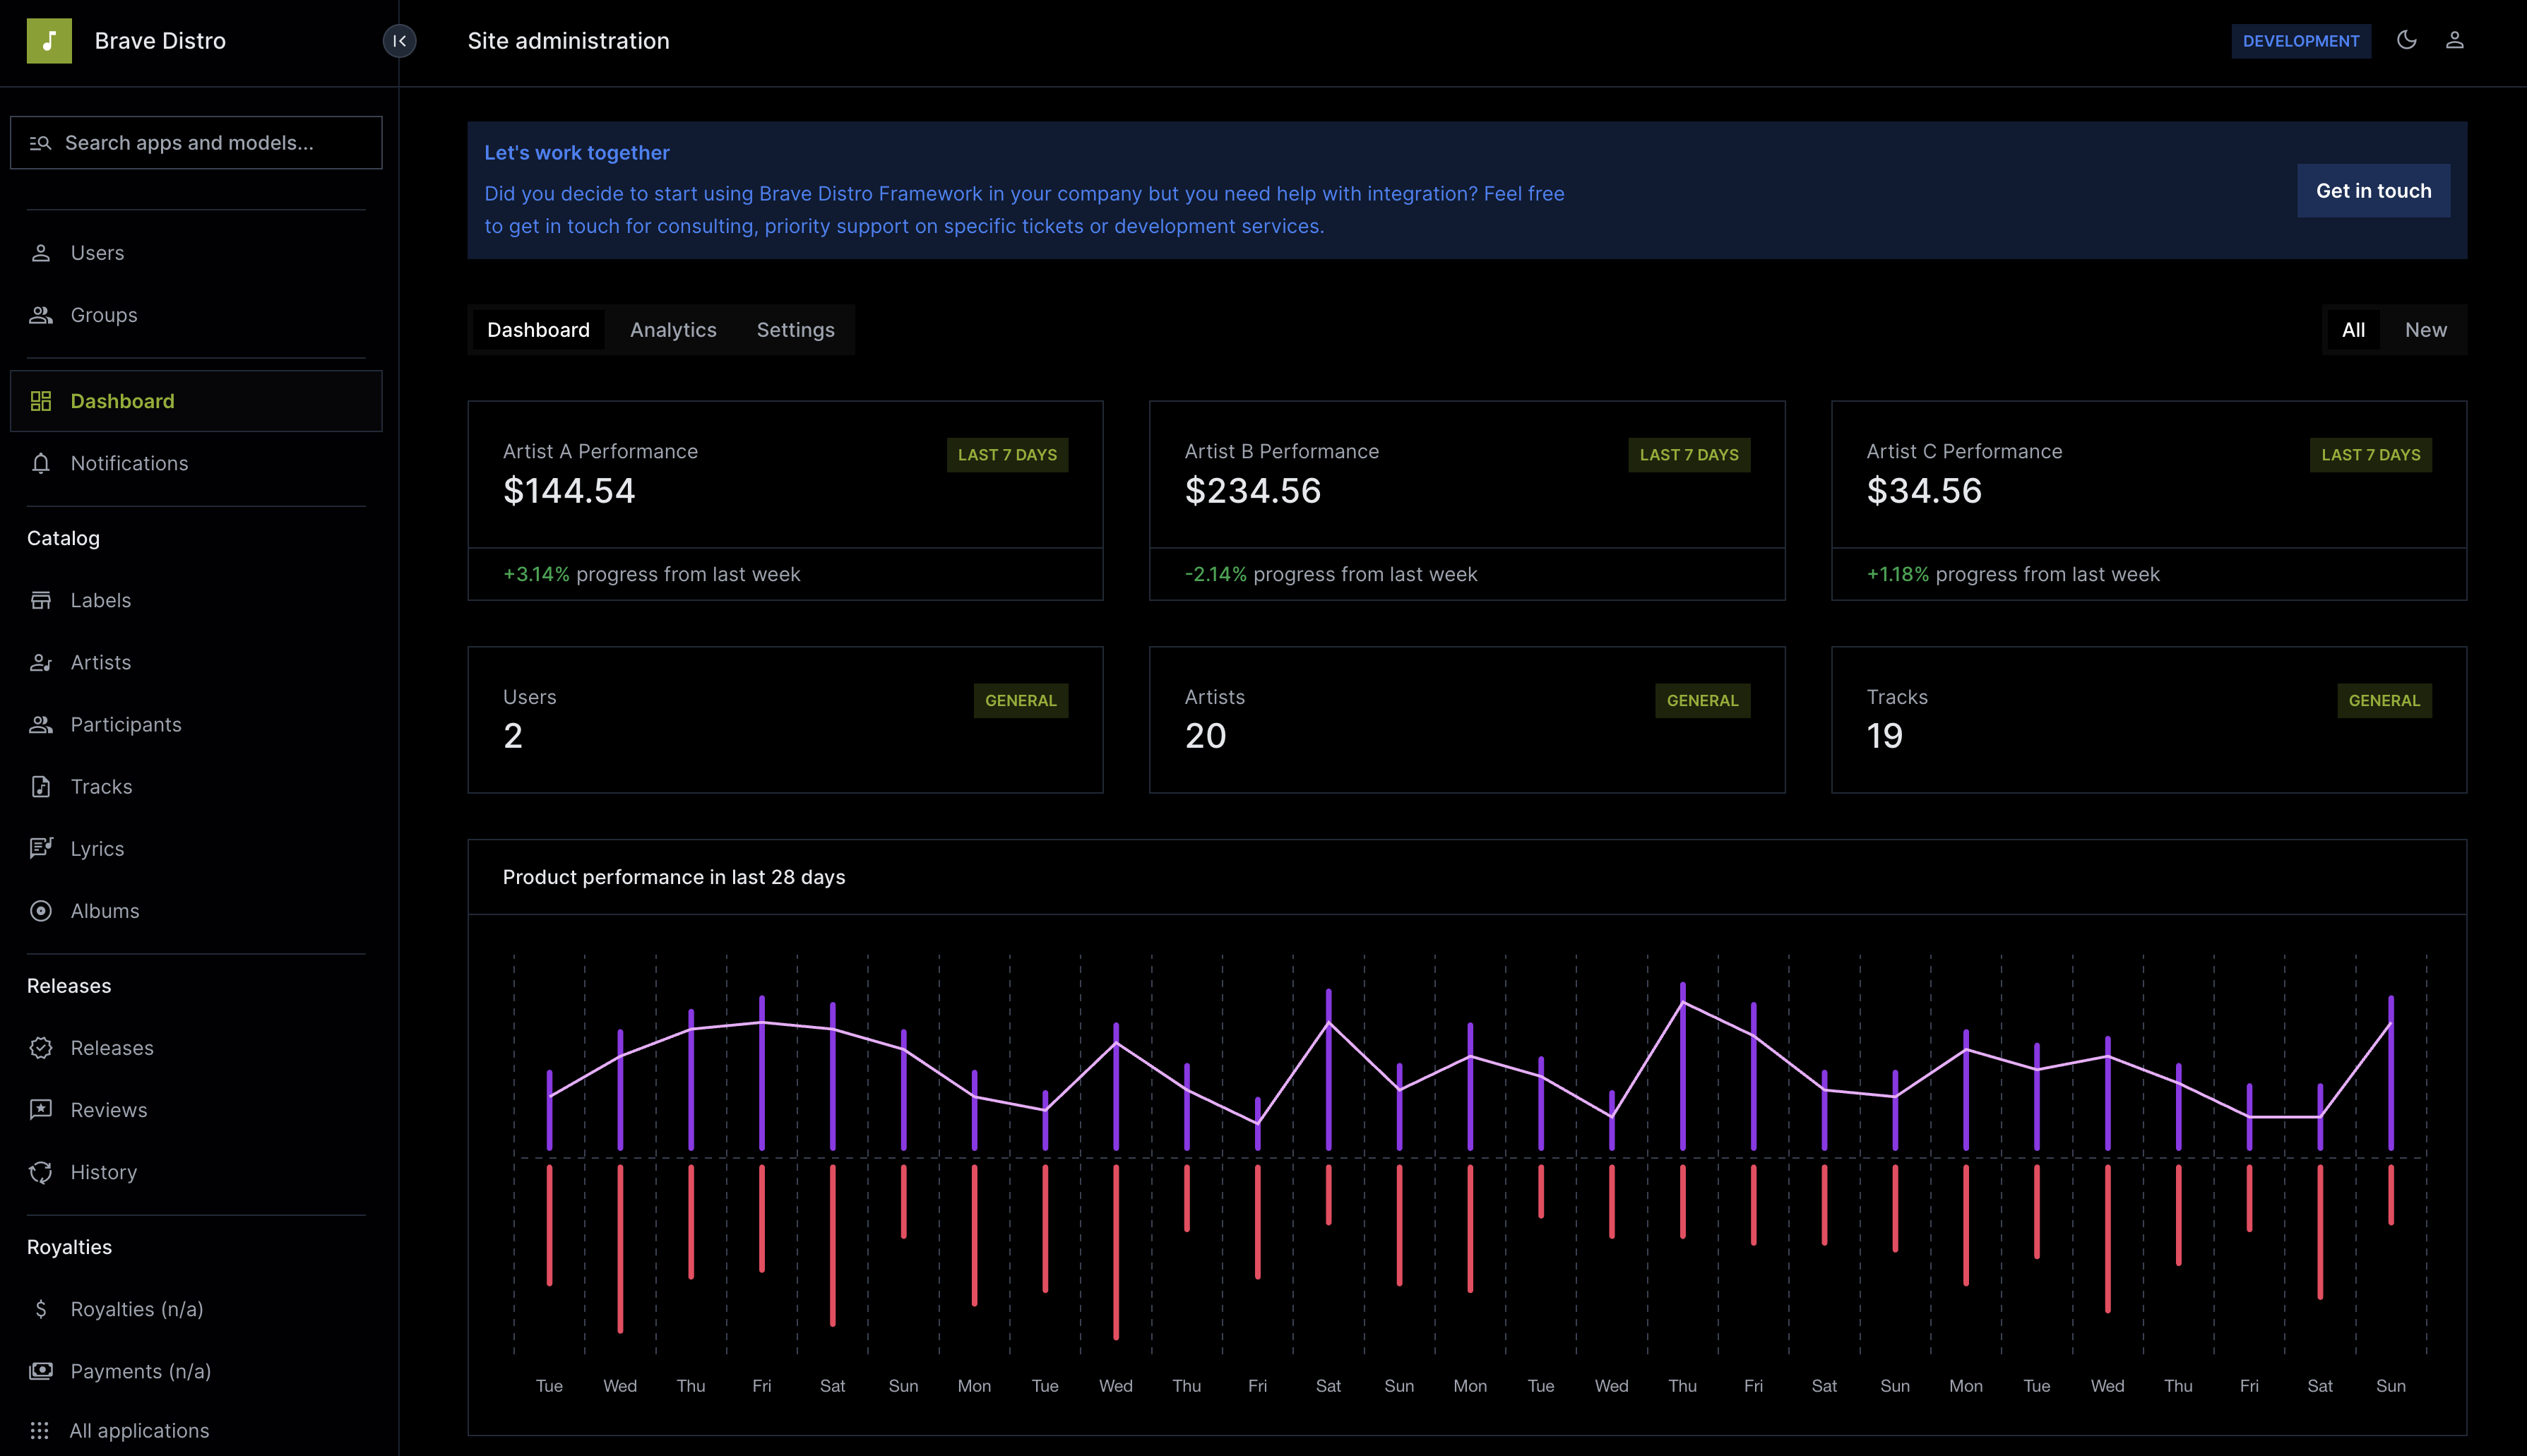 Brave Distro
Search apps and models...
Users
Groups
Dashboard
Notifications
Catalog
Labels
Artists
Participants
Tracks
Lyrics
Albums
Releases
Releases
Reviews
History
Royalties
Royalties (n/a)
Payments (n/a)
All applications
Site administration
DEVELOPMENT
Let's work together
Did you decide to start using Brave Distro Framework in your company but you need help with integration? Feel free
to get in touch for consulting, priority support on specific tickets or development services.
Get in touch
Dashboard Analytics Settings
All New
Artist A Performance
LAST 7 DAYS
$144.54
+3.14% progress from last week
Artist B Performance
LAST 7 DAYS
$234.56
-2.14% progress from last week
Artist C Performance
LAST 7 DAYS
$34.56
+1.18% progress from last week
Users
GENERAL
2
Artists
GENERAL
20
Tracks
GENERAL
19
Product performance in last 28 days
Tue Wed Thu Fri Sat Sun Mon Tue Wed Thu Fri Sat Sun Mon Tue Wed Thu Fri Sat Sun Mon Tue Wed Thu Fri Sat Sun